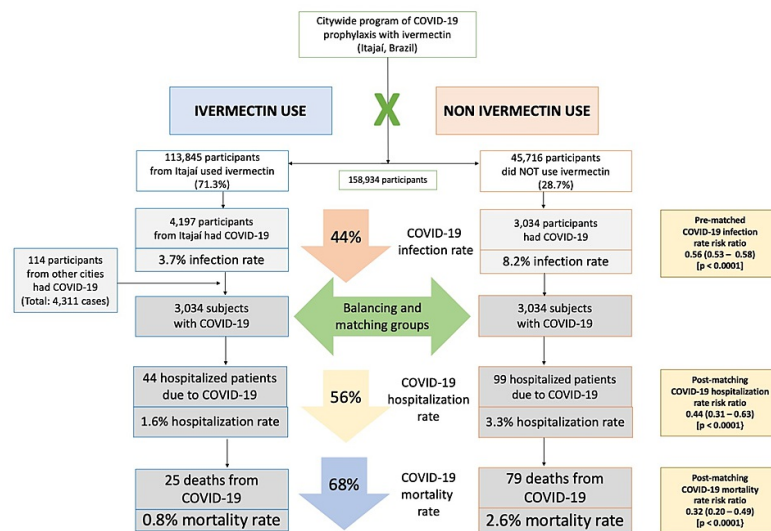 Citywide program of COVID-19
prophylaxis with ivermectin
(Itajaí, Brazil)
IVERMECTIN USE
X
NON IVERMECTIN USE
113,845 participants
from Itajaí used ivermectin
(71.3%)
158,934 participants
45,716 participants
did NOT use ivermectin
(28.7%)
4,197 participants
from Itajaí had COVID-19
3.7% infection rate
44%
COVID-19
infection rate
3,034 participants
had COVID-19
8.2% infection rate
Pre-matched
COVID-19 infection
rate risk ratio
0.56 (0.53 – 0.58)
[p < 0.0001]
114 participants
from other cities
had COVID-19
(Total: 4,311 cases)
3,034 subjects
with COVID-19
Balancing and
matching groups
3,034 subjects
with COVID-19
44 hospitalized patients
due to COVID-19
1.6% hospitalization rate
56%
COVID-19
hospitalization
rate
99 hospitalized patients
due to COVID-19
3.3% hospitalization rate
Post-matching
COVID-19 hospitalization
rate risk ratio
0.44 (0.31 – 0.63)
[p < 0.0001}
25 deaths from
COVID-19
0.8% mortality rate
68%
COVID-19
mortality rate
79 deaths from
COVID-19
2.6% mortality rate
Post-matching
COVID-19 mortality
rate risk ratio
0.32 (0.20 – 0.49)
[p < 0.0001}